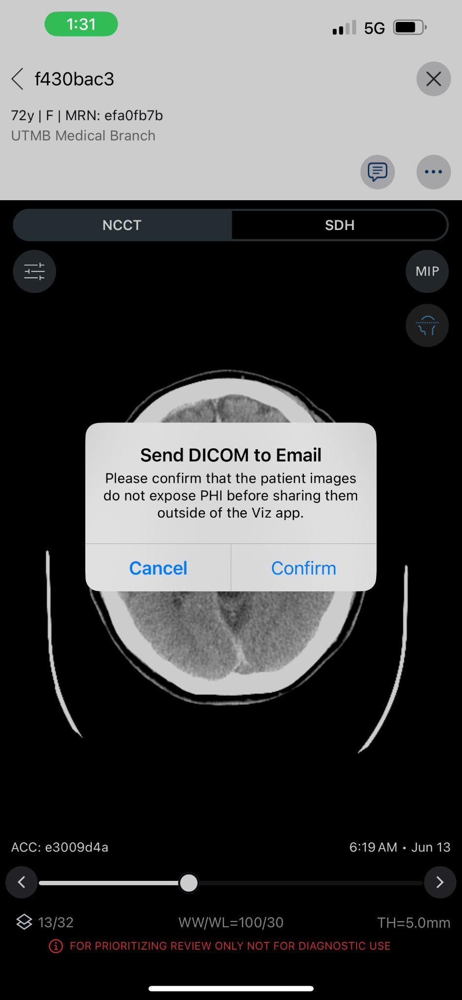 1:31
5G
f430bac3
72y | F | MRN: efa0fb7b
UTMB Medical Branch
NCCT
SDH
MIP
Send DICOM to Email
Please confirm that the patient images
do not expose PHI before sharing them
outside of the Viz app.
Cancel
Confirm
ACC: e3009d4a
6:19 AM • Jun 13
13/32
WW/WL=100/30
TH=5.0mm
FOR PRIORITIZING REVIEW ONLY NOT FOR DIAGNOSTIC USE